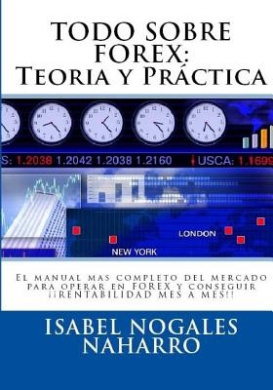 TODO SOBRE
FOREX:
TEORIA Y PRÁCTICA
S: 1.2038 1.2042 1.2038 1.2160 USCA: 1.1699
LONDON
NEW YORK
EL MANUAL MAS COMPLETO DEL MERCADO
PARA OPERAR EN FOREX Y CONSEGUIR
¡¡RENTABILIDAD MES A MES!!
ISABEL NOGALES
NAHARRO